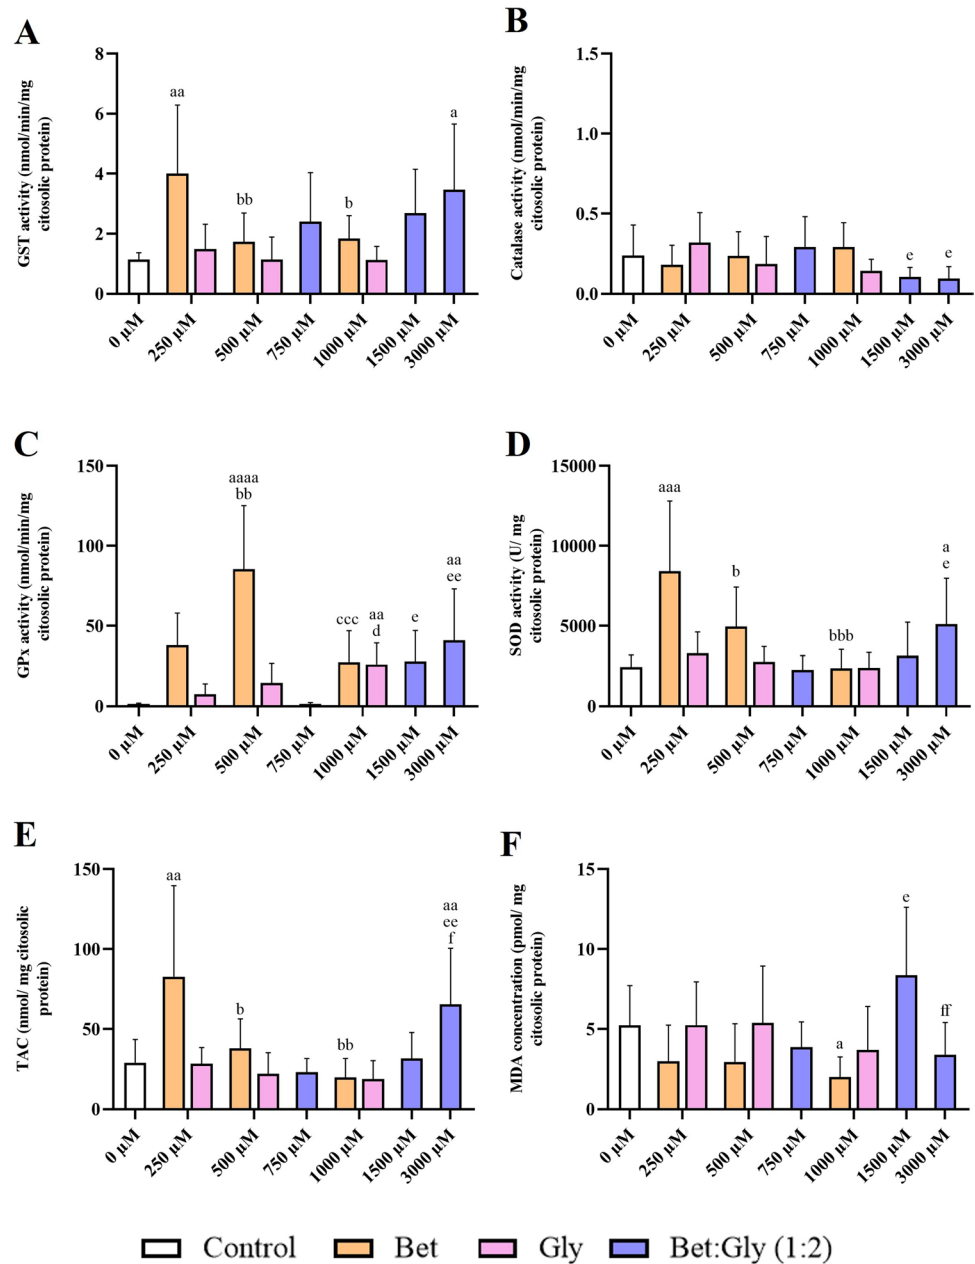 A
GST activity (nmol/min/mg
citosolic protein)
8
6
4
2
0
aa
bb
b
a
0 µM
250 µM
500 µM
750 µM
1000 µM
1500 µM
3000 µM
B
Catalase activity (nmol/min/mg
citosolic protein)
1.5
1.0
0.5
0.0
e
e
0 µM
250 µM
500 µM
750 µM
1000 µM
1500 µM
3000 µM
C
GPx activity (nmol/min/mg
citosolic protein)
150
100
50
0
aaaa
bb
ccc
aa
d
e
aa
ee
0 µM
250 µM
500 µM
750 µM
1000 µM
1500 µM
3000 µM
D
SOD activity (U/ mg
citosolic protein)
15000
10000
5000
0
aaa
b
bbb
a
e
0 µM
250 µM
500 µM
750 µM
1000 µM
1500 µM
3000 µM
E
TAC (nmol/ mg citosolic
protein)
150
100
50
0
aa
b
bb
aa
ee
f
0 µM
250 µM
500 µM
750 µM
1000 µM
1500 µM
3000 µM
F
MDA concentration (pmol/ mg
citosolic protein)
15
10
5
0
a
e
ff
0 µM
250 µM
500 µM
750 µM
1000 µM
1500 µM
3000 µM
Control Bet Gly Bet:Gly (1:2)